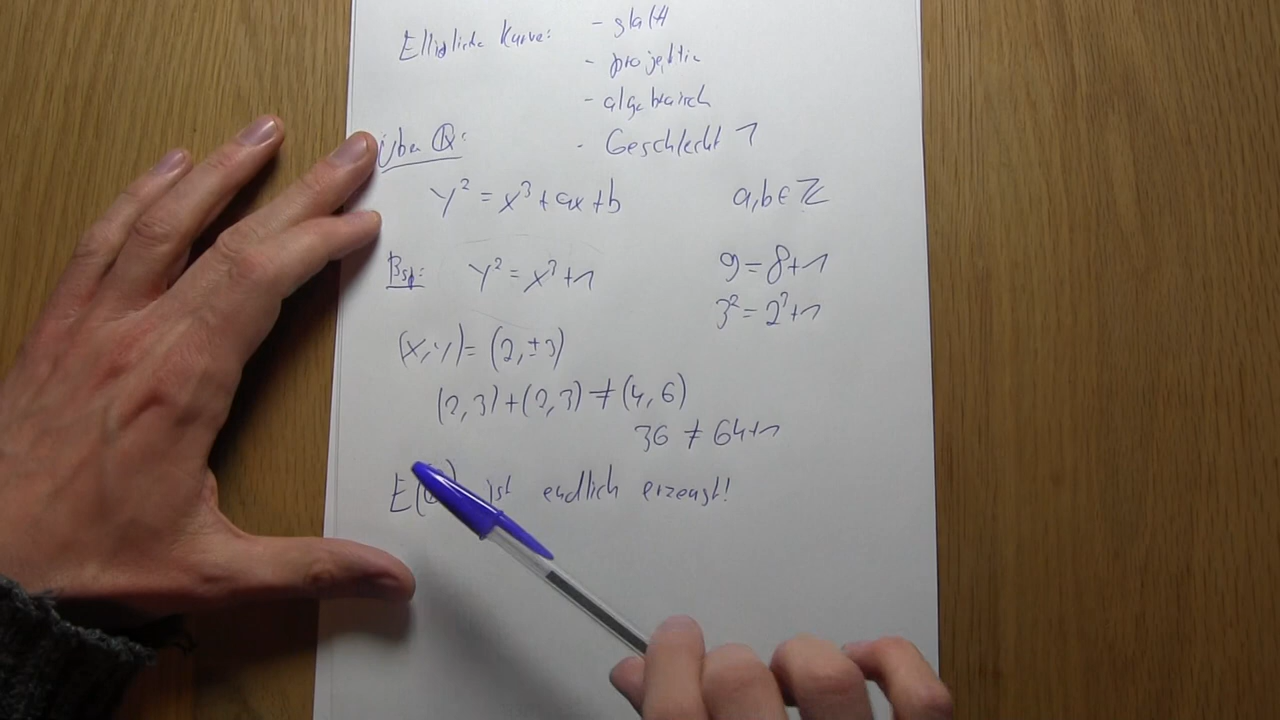 Elliptische Kurve: - glatt
- projektiv
- algebraisch
Über ℚ: - Geschlecht 1
y² = x³ + ax + b a,b ∈ ℤ
Bsp: y² = x³ + 1 9 = 8 + 1
3² = 2³ + 1
(x,y) = (2, ±3)
(2,3) + (2,3) ≠ (4,6)
36 ≠ 64 + 1
E(ℚ) ist endlich erzeugt!